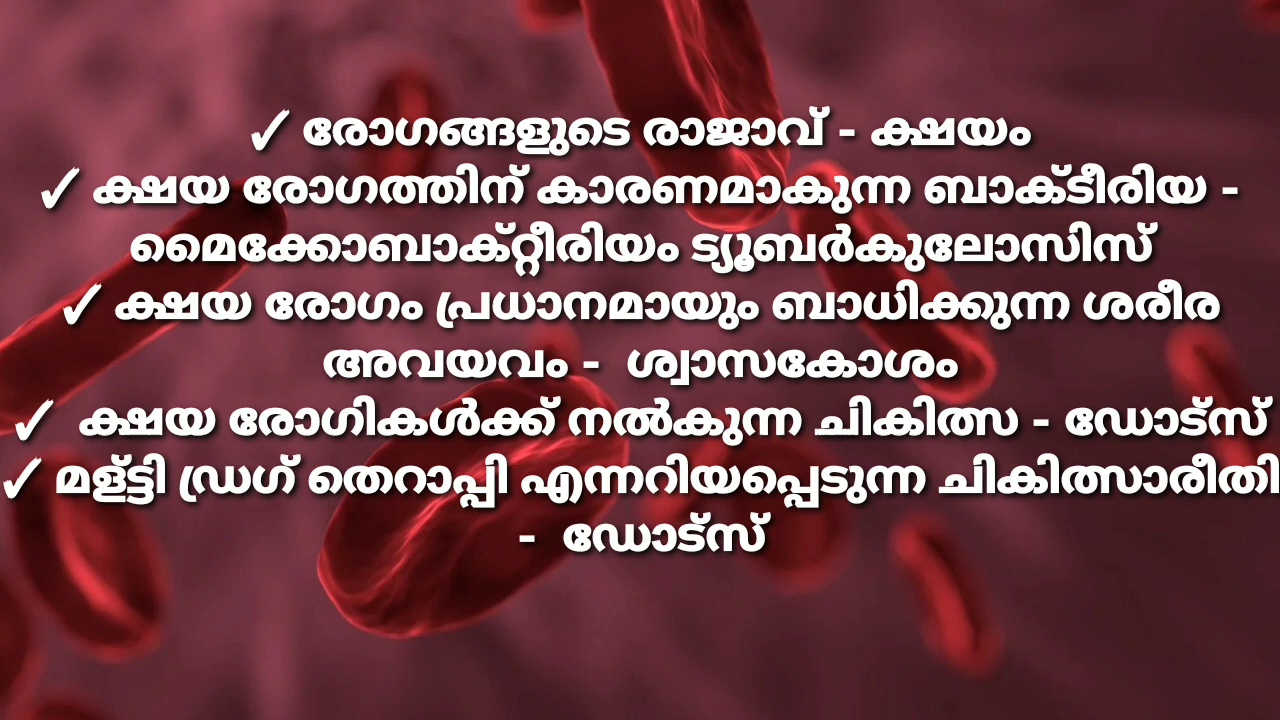 ✓ രോഗങ്ങളുടെ രാജാവ് - ക്ഷയം
✓ ക്ഷയ രോഗത്തിന് കാരണമാകുന്ന ബാക്ടീരിയ -
മൈക്കോബാക്റ്റീരിയം ട്യൂബർകുലോസിസ്
✓ ക്ഷയ രോഗം പ്രധാനമായും ബാധിക്കുന്ന ശരീര
അവയവം - ശ്വാസകോശം
✓ ക്ഷയ രോഗികൾക്ക് നൽകുന്ന ചികിത്സ - ഡോട്സ്
✓ മള്ട്ടി ഡ്രഗ് തെറാപ്പി എന്നറിയപ്പെടുന്ന ചികിത്സാരീതി
- ഡോട്സ്